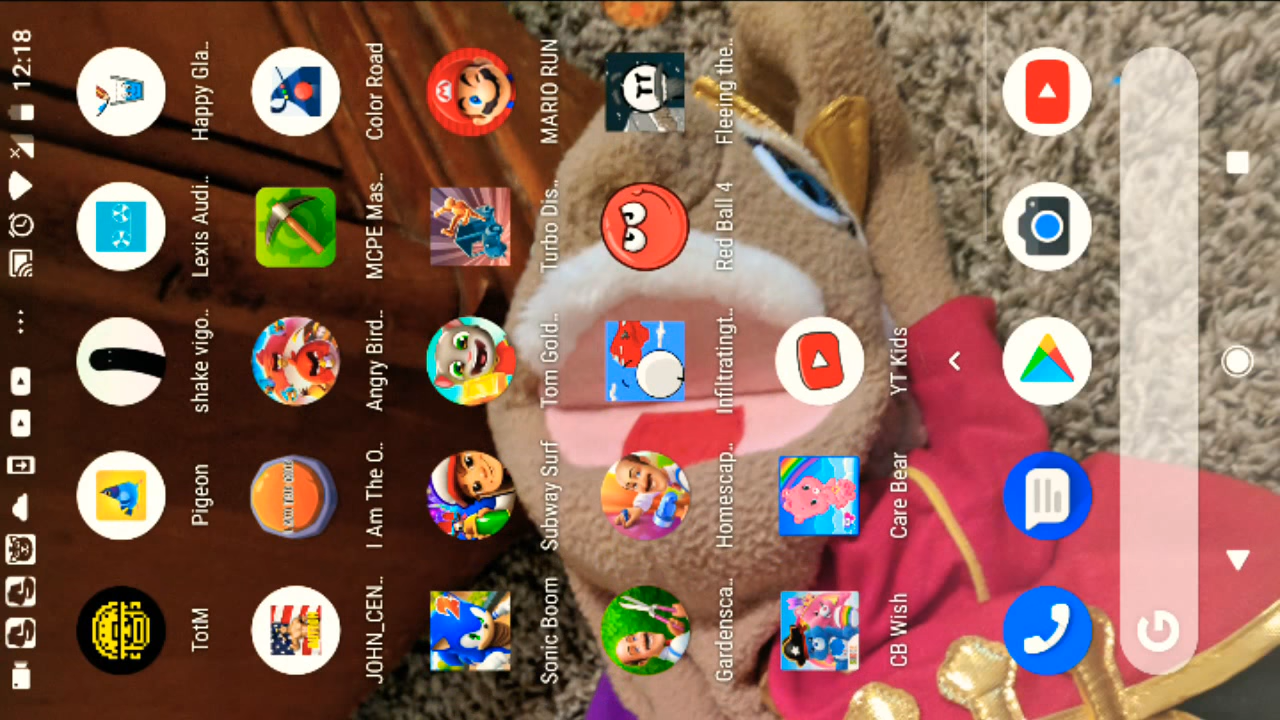 12:18
TotM
Pigeon
shake vigo..
Lexis Audi..
Happy Gla..
JOHN_CEN..
I Am The O..
Angry Bird..
MCPE Mas..
Color Road
Sonic Boom
Subway Surf
Tom Gold..
Turbo Dis..
MARIO RUN
Gardensca..
Homescap..
Infiltratingt..
Red Ball 4
Fleeing the..
CB Wish
Care Bear
YT Kids
G